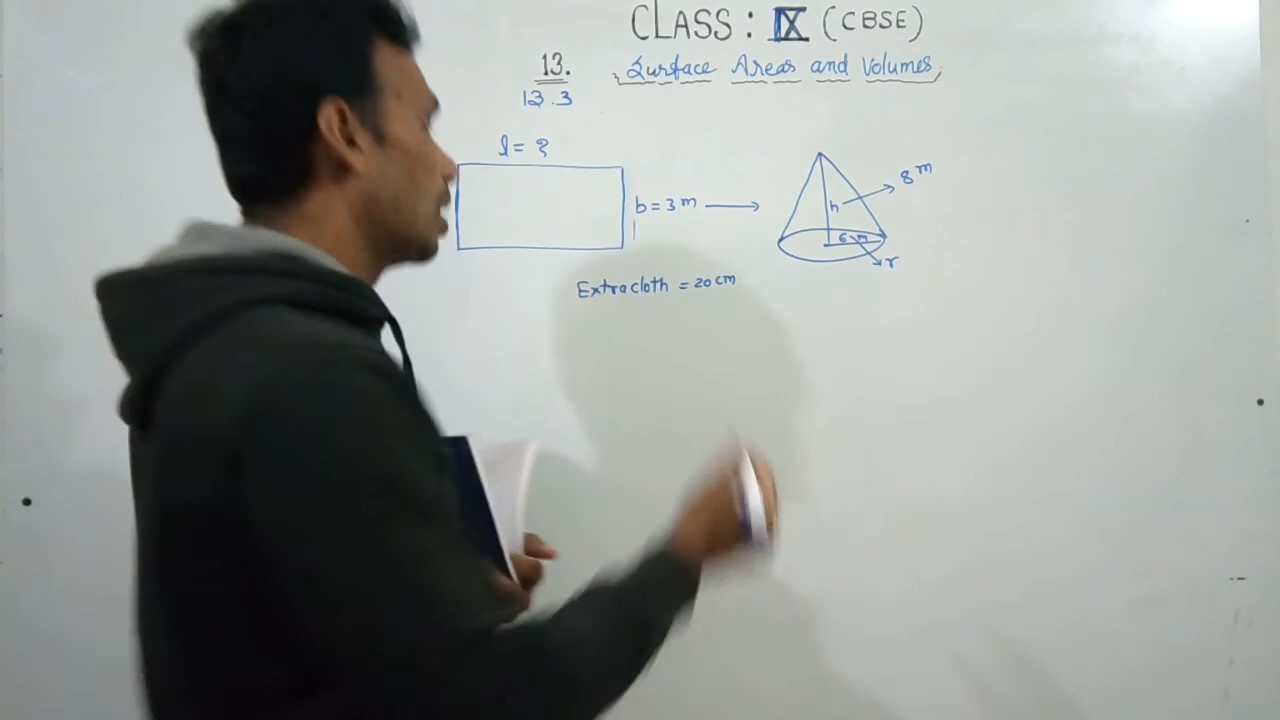 CLASS: IX (CBSE)
13. Surface Areas and Volumes
13.3
l = ?
b = 3 m
8 m
h
6 m
r
Extra cloth = 20 cm